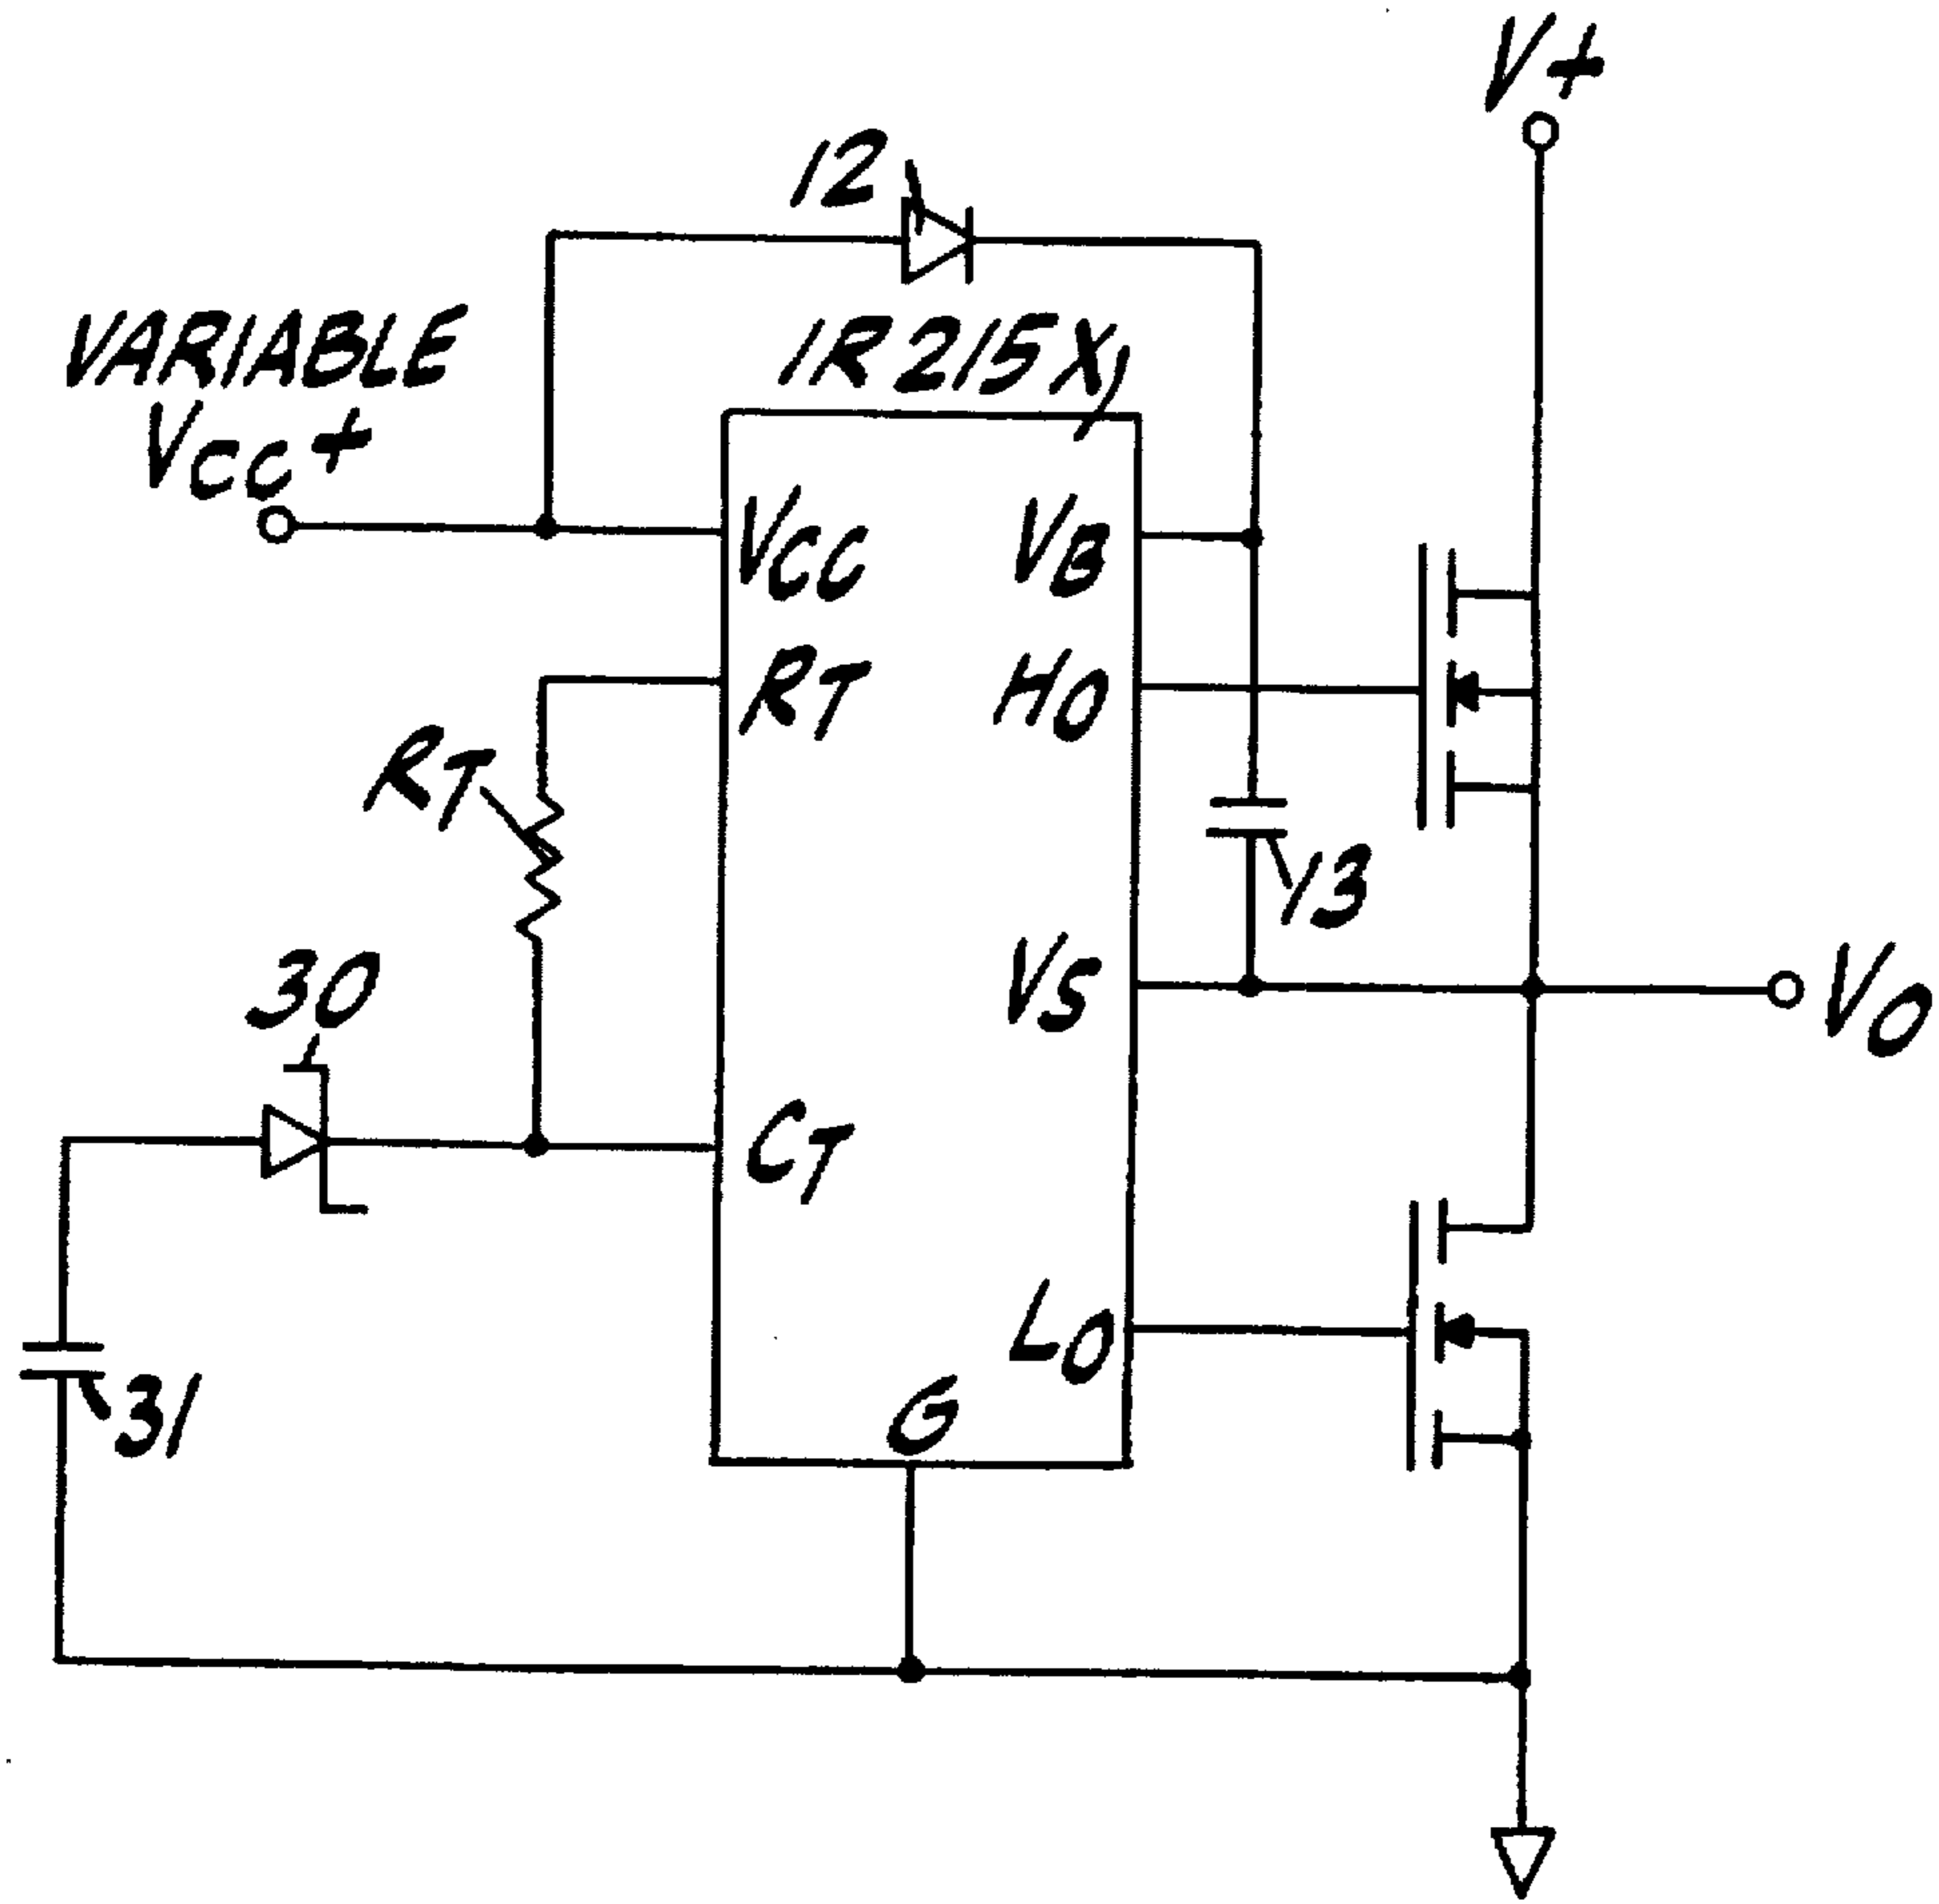 V+
12
VARIABLE
VCC+
IR215X
VCC
VB
RT
HO
RT
13
VS
VO
30
CT
LO
31
G